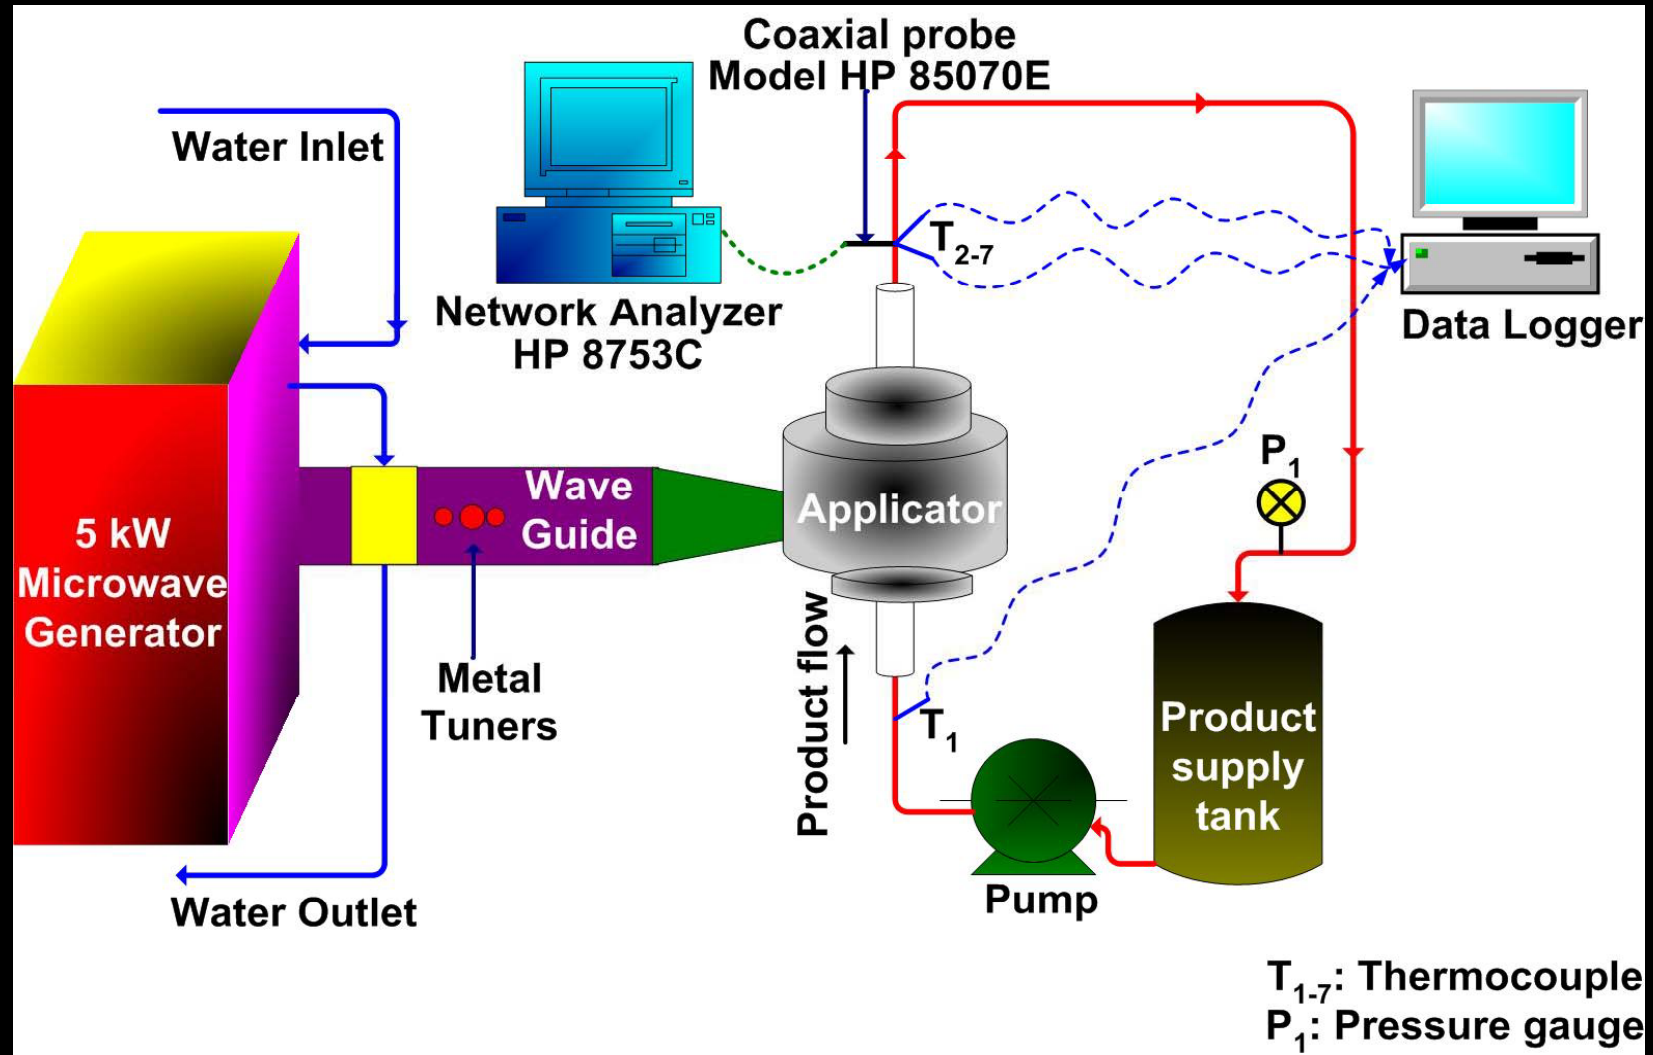 Coaxial probe
Model HP 85070E
Water Inlet
Network Analyzer
HP 8753C
T2-7
Data Logger
P1
5 kW
Microwave
Generator
Wave
Guide
Applicator
Metal
Tuners
Product flow
T1
Product
supply
tank
Pump
Water Outlet
T1-7: Thermocouple
P1: Pressure gauge